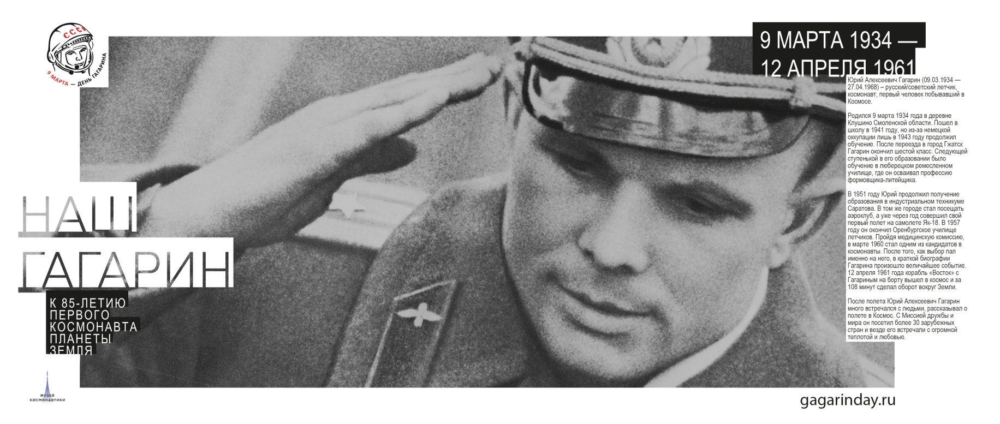 СССР
9 МАРТА — ДЕНЬ ГАГАРИНА
9 МАРТА 1934 —
12 АПРЕЛЯ 1961
Юрий Алексеевич Гагарин (09.03.1934 —
27.04.1968) – русский/советский летчик,
космонавт, первый человек побывавший в
Космосе.
Родился 9 марта 1934 года в деревне
Клушино Смоленской области. Пошел в
школу в 1941 году, но из-за немецкой
оккупации лишь в 1943 году продолжил
обучение. После переезда в город Гжатск
Гагарин окончил шестой класс. Следующей
ступенькой в его образовании было
обучение в люберецком ремесленном
училище, где он осваивал профессию
формовщика-литейщика.
В 1951 году Юрий продолжил получение
образования в индустриальном техникуме
Саратова. В том же городе стал посещать
аэроклуб, а уже через год совершил свой
первый полет на самолете Як-18. В 1957
году он окончил Оренбургское училище
летчиков. Пройдя медицинскую комиссию,
в марте 1960 стал одним из кандидатов в
космонавты. После того, как выбор пал
именно на него, в краткой биографии
Гагарина произошло величайшее событие.
12 апреля 1961 года корабль «Восток» с
Гагариным на борту вышел в космос и за
108 минут сделал оборот вокруг Земли.
После полета Юрий Алексеевич Гагарин
много встречался с людьми, рассказывал о
полете в Космос. С Миссией дружбы и
мира он посетил более 30 зарубежных
стран и везде его встречали с огромной
теплотой и любовью.
НАШ
ГАГАРИН
К 85-ЛЕТИЮ
ПЕРВОГО
КОСМОНАВТА
ПЛАНЕТЫ
ЗЕМЛЯ
МУЗЕЙ
КОСМОНАВТИКИ
gagarinday.ru